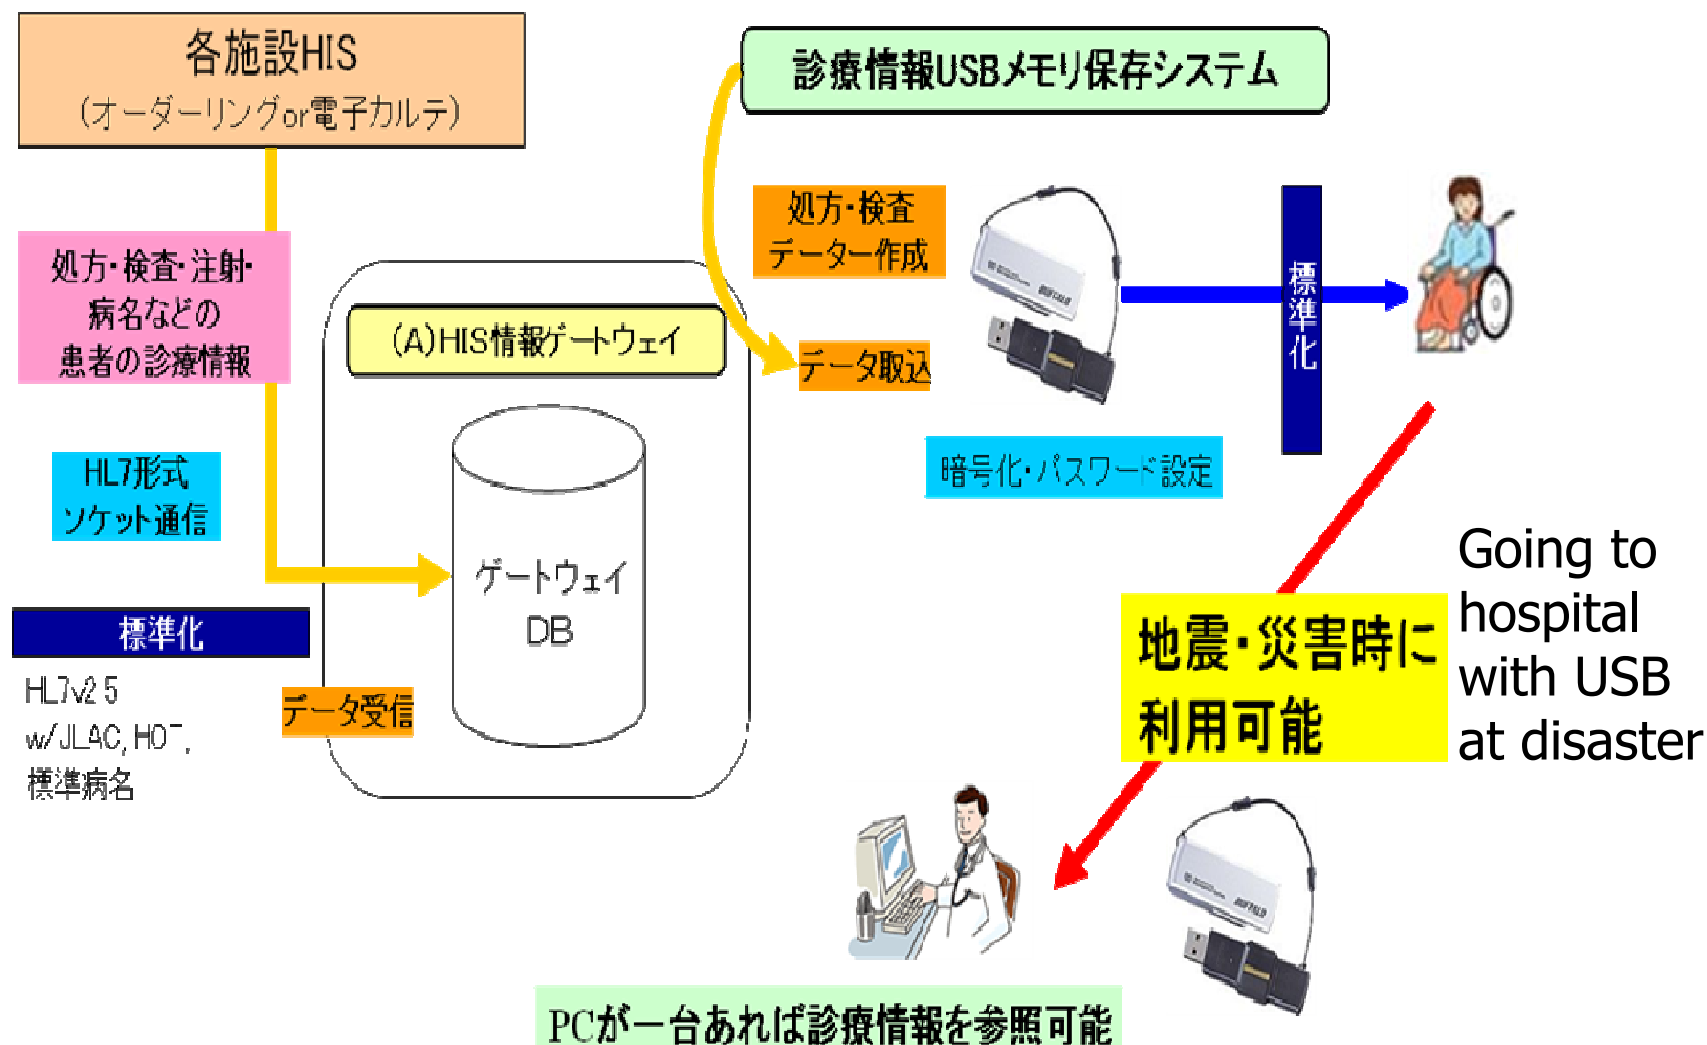 各施設HIS
(オーダーリングor電子カルテ)
診療情報USBメモリ保存システム
処方・検査・注射・
病名などの
患者の診療情報
HL7形式
ソケット通信
標準化
HL7v2.5
w/JLAC, HOT,
標準病名
(A)HIS情報ゲートウェイ
ゲートウェイ
DB
データ受信
処方・検査
データー作成
データ取込
BUFFALO
暗号化・パスワード設定
標準化
地震・災害時に
利用可能
Going to
hospital
with USB
at disaster
BUFFALO
PCが一台あれば診療情報を参照可能